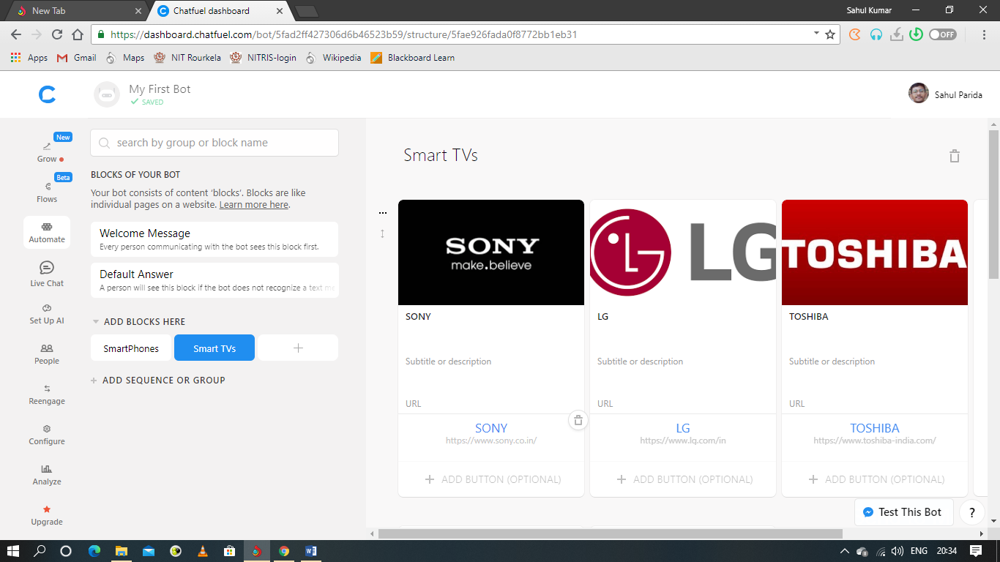 New Tab
Chatfuel dashboard
Sahul Kumar
https://dashboard.chatfuel.com/bot/5fad2ff427306d6b46523b59/structure/5fae926fada0f8772bb1eb31
OFF
Apps
Gmail
Maps
NIT Rourkela
NITRIS-login
Wikipedia
Blackboard Learn
My First Bot
SAVED
Sahul Parida
New
Grow
Beta
Flows
Automate
Live Chat
Set Up AI
People
Reengage
Configure
Analyze
Upgrade
search by group or block name
BLOCKS OF YOUR BOT
Your bot consists of content ‘blocks’. Blocks are like
individual pages on a website. Learn more here.
Welcome Message
Every person communicating with the bot sees this block first.
Default Answer
A person will see this block if the bot does not recognize a text me
ADD BLOCKS HERE
SmartPhones
Smart TVs
+
+ ADD SEQUENCE OR GROUP
Smart TVs
...
SONY
make.believe
SONY
Subtitle or description
URL
SONY
https://www.sony.co.in/
+ ADD BUTTON (OPTIONAL)
LG
LG
LG
Subtitle or description
URL
LG
https://www.lg.com/in
+ ADD BUTTON (OPTIONAL)
TOSHIBA
TOSHIBA
Subtitle or description
URL
TOSHIBA
https://www.toshiba-india.com/
+ ADD BUTTON (OPTIONAL)
Test This Bot
?
ENG
20:34